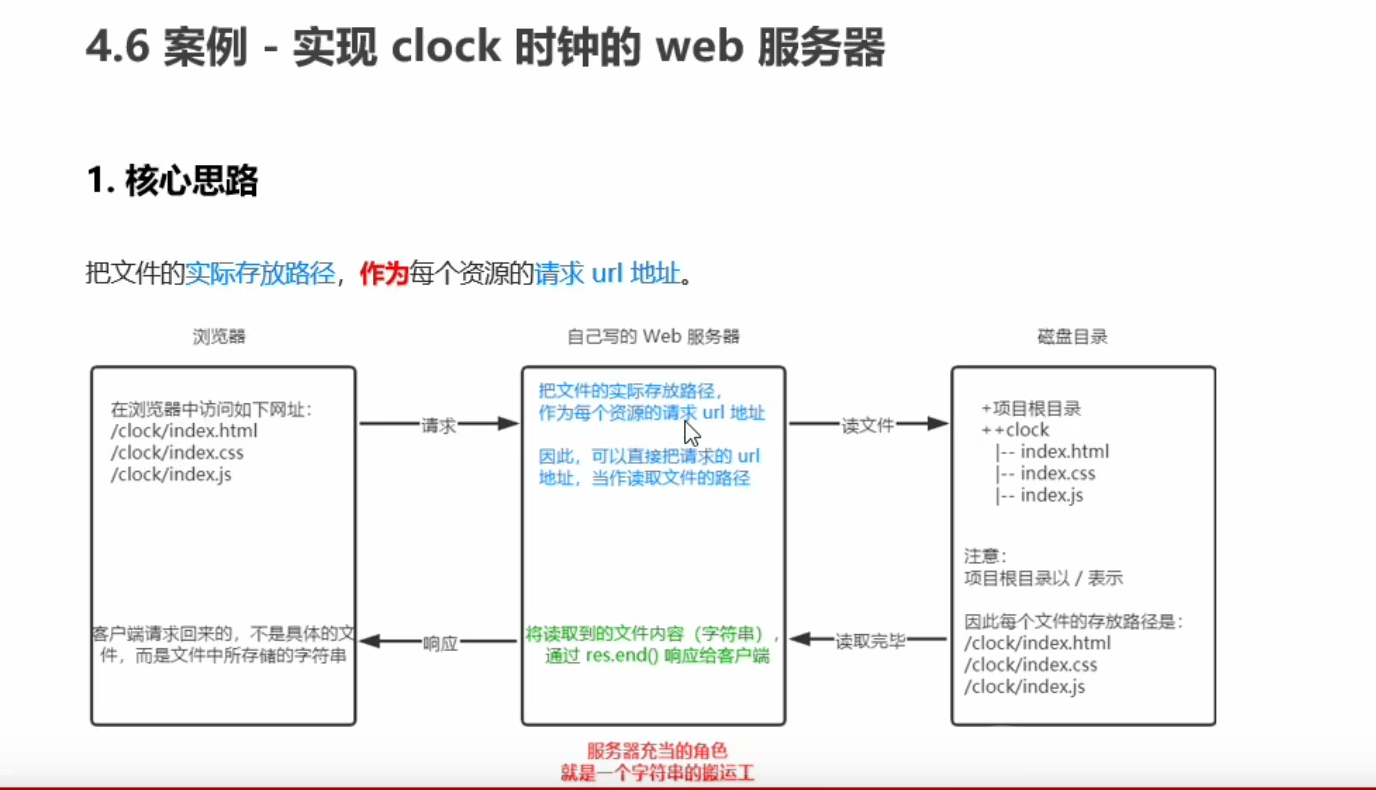 4.6 案例 - 实现 clock 时钟的 web 服务器
1. 核心思路
把文件的实际存放路径，作为每个资源的请求 url 地址。
浏览器
在浏览器中访问如下网址：
/clock/index.html
/clock/index.css
/clock/index.js
客户端请求回来的，不是具体的文
件，而是文件中所存储的字符串
请求
响应
自己写的 Web 服务器
把文件的实际存放路径，
作为每个资源的请求 url 地址
因此，可以直接把请求的 url
地址，当作读取文件的路径
将读取到的文件内容（字符串），
通过 res.end() 响应给客户端
服务器充当的角色
就是一个字符串的搬运工
读文件
读取完毕
磁盘目录
+项目根目录
++clock
|-- index.html
|-- index.css
|-- index.js
注意：
项目根目录以 / 表示
因此每个文件的存放路径是：
/clock/index.html
/clock/index.css
/clock/index.js